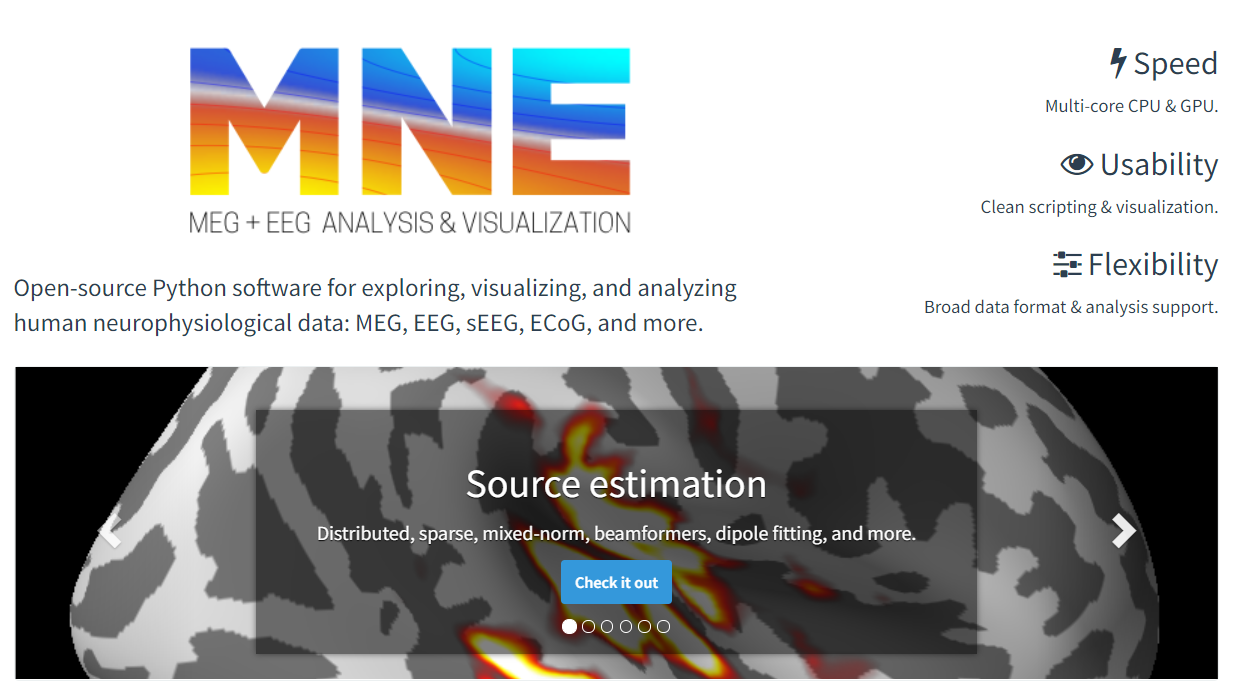 MNE
MEG + EEG ANALYSIS & VISUALIZATION
Open-source Python software for exploring, visualizing, and analyzing
human neurophysiological data: MEG, EEG, sEEG, ECoG, and more.
Speed
Multi-core CPU & GPU.
Usability
Clean scripting & visualization.
Flexibility
Broad data format & analysis support.
Source estimation
Distributed, sparse, mixed-norm, beamformers, dipole fitting, and more.
Check it out